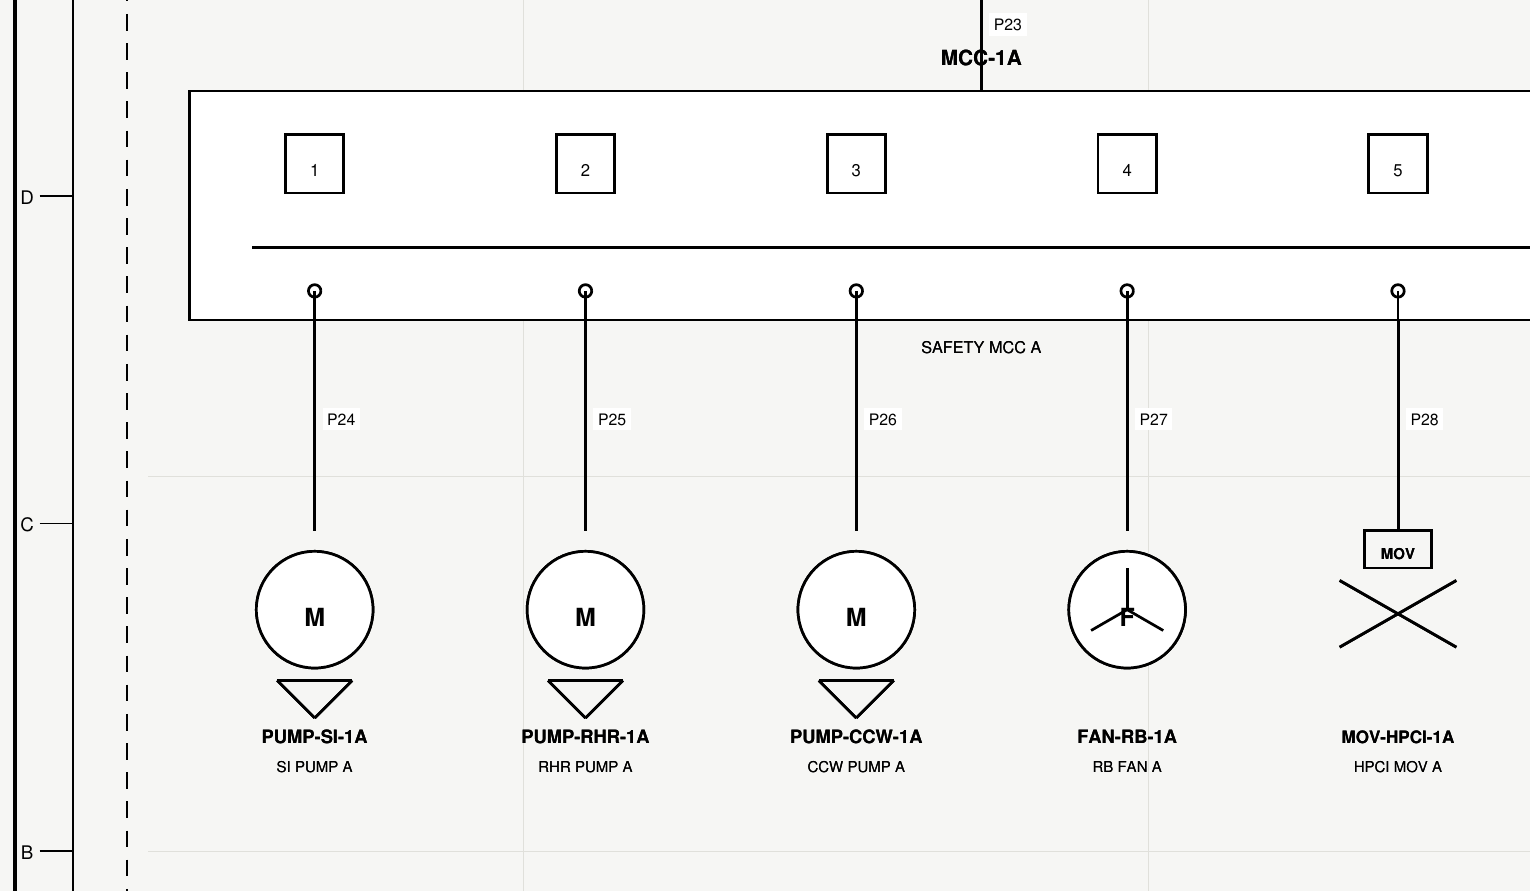 P23
MCC-1A
1 2 3 4 5
D
SAFETY MCC A
P24 P25 P26 P27 P28
C
MOV
M M M F
PUMP-SI-1A PUMP-RHR-1A PUMP-CCW-1A FAN-RB-1A MOV-HPCI-1A
SI PUMP A RHR PUMP A CCW PUMP A RB FAN A HPCI MOV A
B